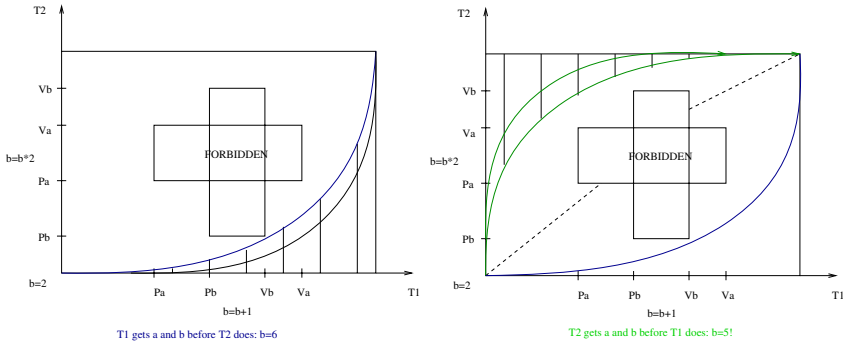 T2
Vb
Va
b=b*2
FORBIDDEN
Pa
Pb
b=2
Pa
Pb
Vb
Va
T1
b=b+1
T1 gets a and b before T2 does: b=6
T2
Vb
Va
b=b*2
FORBIDDEN
Pa
Pb
b=2
Pa
Pb
Vb
Va
T1
b=b+1
T2 gets a and b before T1 does: b=5!